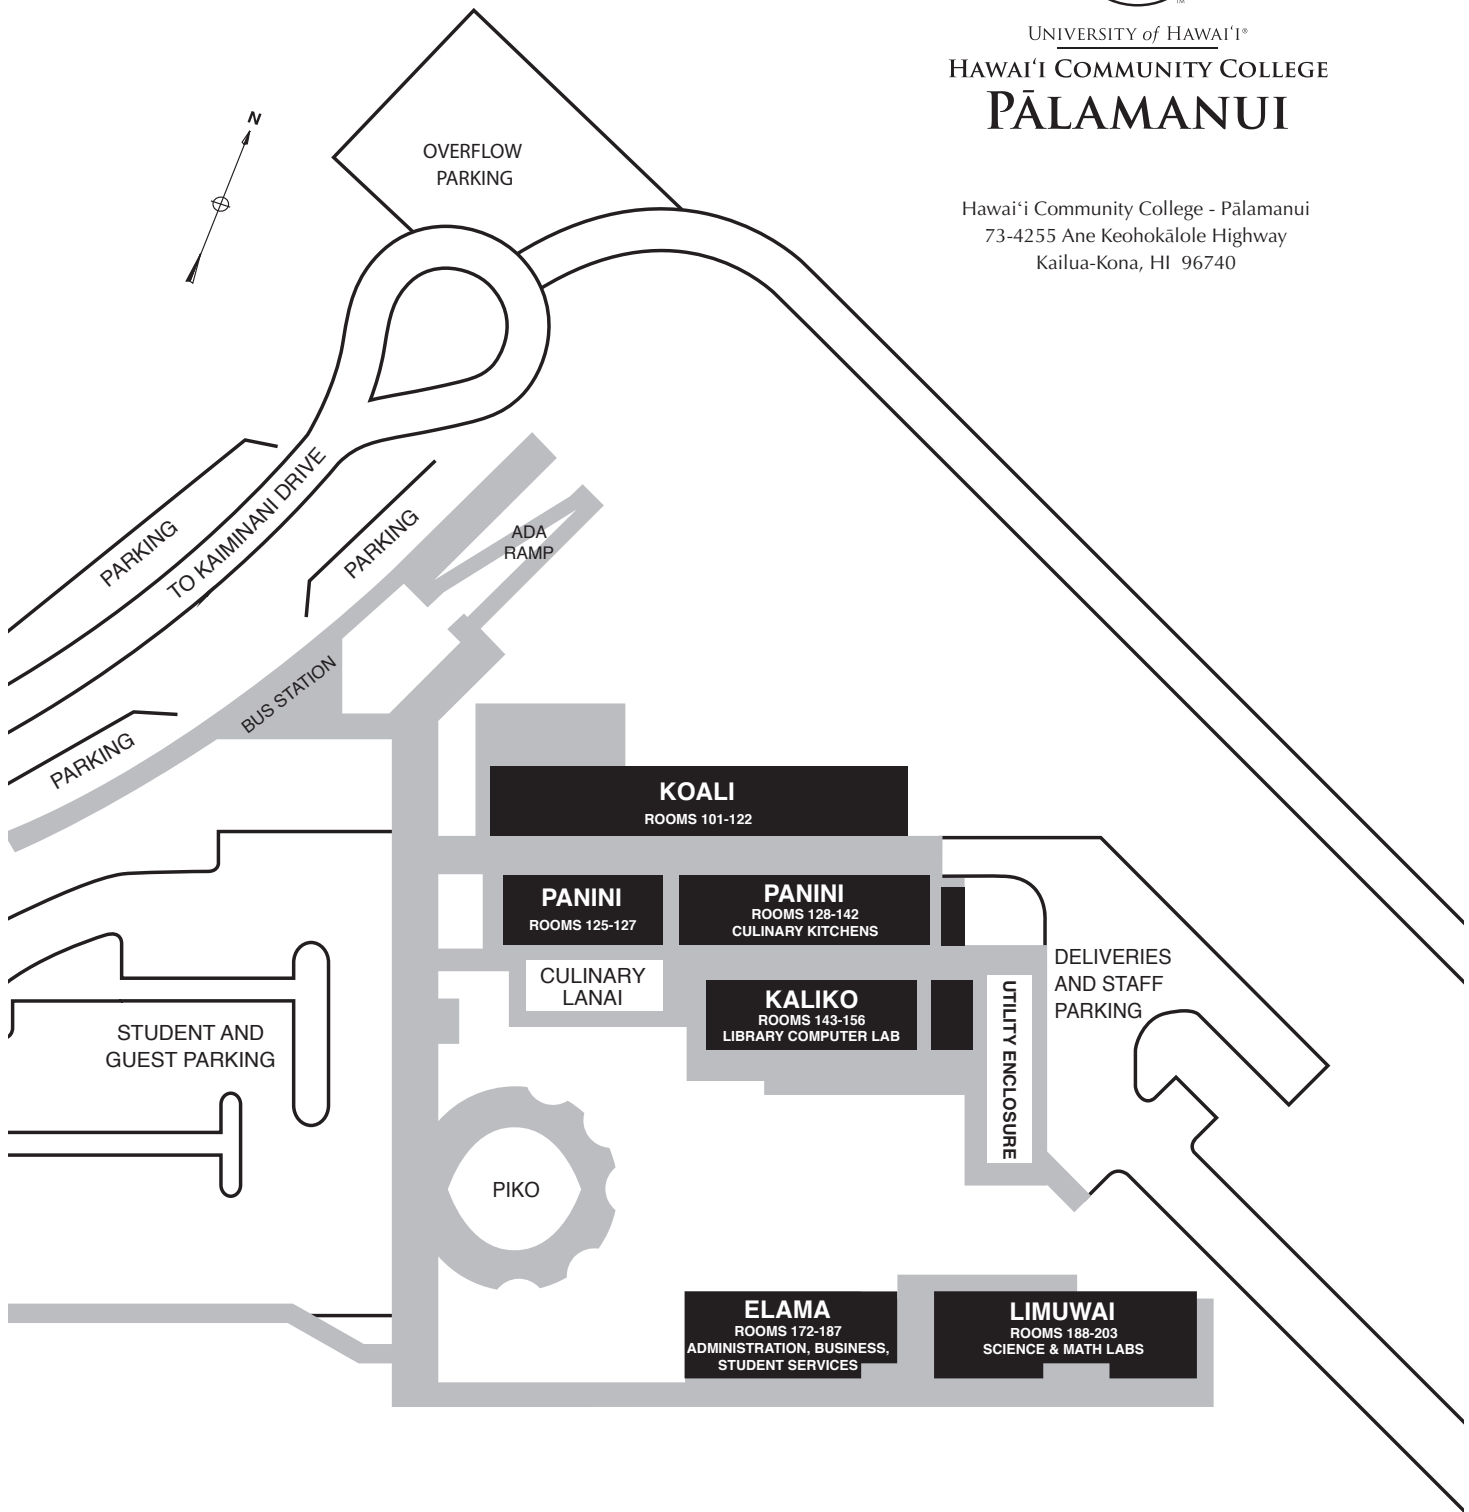 TM
UNIVERSITY of HAWAIʻI®
HAWAIʻI COMMUNITY COLLEGE
PĀLAMANUI
Hawaiʻi Community College - Pālamanui
73-4255 Ane Keohokālole Highway
Kailua-Kona, HI 96740
N
OVERFLOW
PARKING
PARKING
TO KAIMINANI DRIVE
PARKING
ADA
RAMP
BUS STATION
PARKING
KOALI
ROOMS 101-122
PANINI
ROOMS 125-127
PANINI
ROOMS 128-142
CULINARY KITCHENS
CULINARY
LANAI
KALIKO
ROOMS 143-156
LIBRARY COMPUTER LAB
UTILITY ENCLOSURE
DELIVERIES
AND STAFF
PARKING
STUDENT AND
GUEST PARKING
PIKO
ELAMA
ROOMS 172-187
ADMINISTRATION, BUSINESS,
STUDENT SERVICES
LIMUWAI
ROOMS 188-203
SCIENCE & MATH LABS